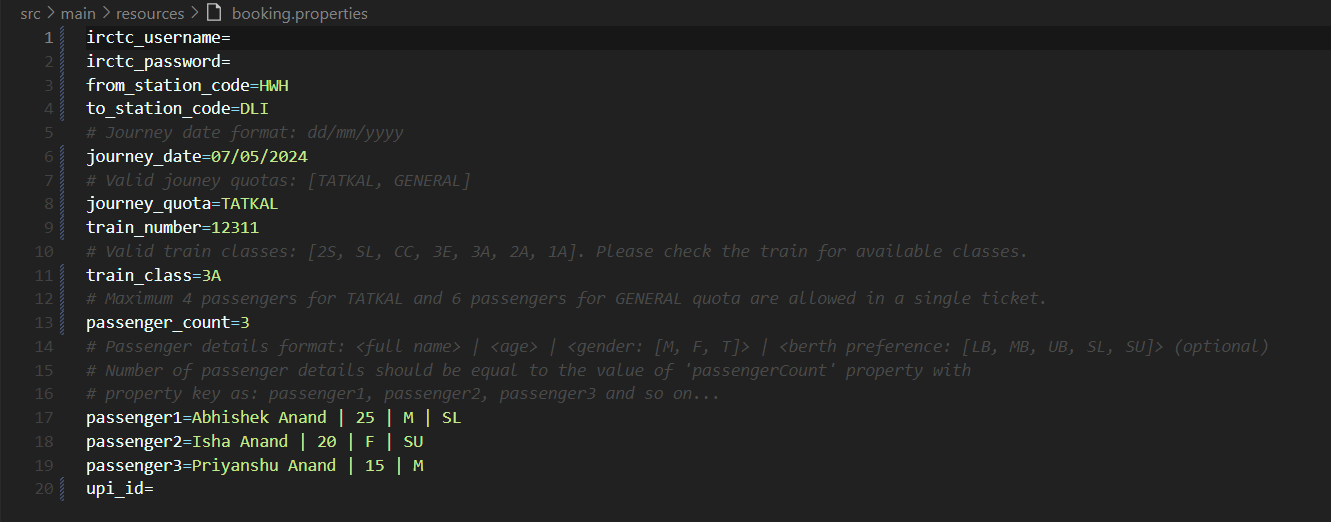 src > main > resources > booking.properties
1 irctc_username=
2 irctc_password=
3 from_station_code=HWH
4 to_station_code=DLI
5 # Journey date format: dd/mm/yyyy
6 journey_date=07/05/2024
7 # Valid jouney quotas: [TATKAL, GENERAL]
8 journey_quota=TATKAL
9 train_number=12311
10 # Valid train classes: [2S, SL, CC, 3E, 3A, 2A, 1A]. Please check the train for available classes.
11 train_class=3A
12 # Maximum 4 passengers for TATKAL and 6 passengers for GENERAL quota are allowed in a single ticket.
13 passenger_count=3
14 # Passenger details format: <full name> | <age> | <gender: [M, F, T]> | <berth preference: [LB, MB, UB, SL, SU]> (optional)
15 # Number of passenger details should be equal to the value of 'passengerCount' property with
16 # property key as: passenger1, passenger2, passenger3 and so on...
17 passenger1=Abhishek Anand | 25 | M | SL
18 passenger2=Isha Anand | 20 | F | SU
19 passenger3=Priyanshu Anand | 15 | M
20 upi_id=